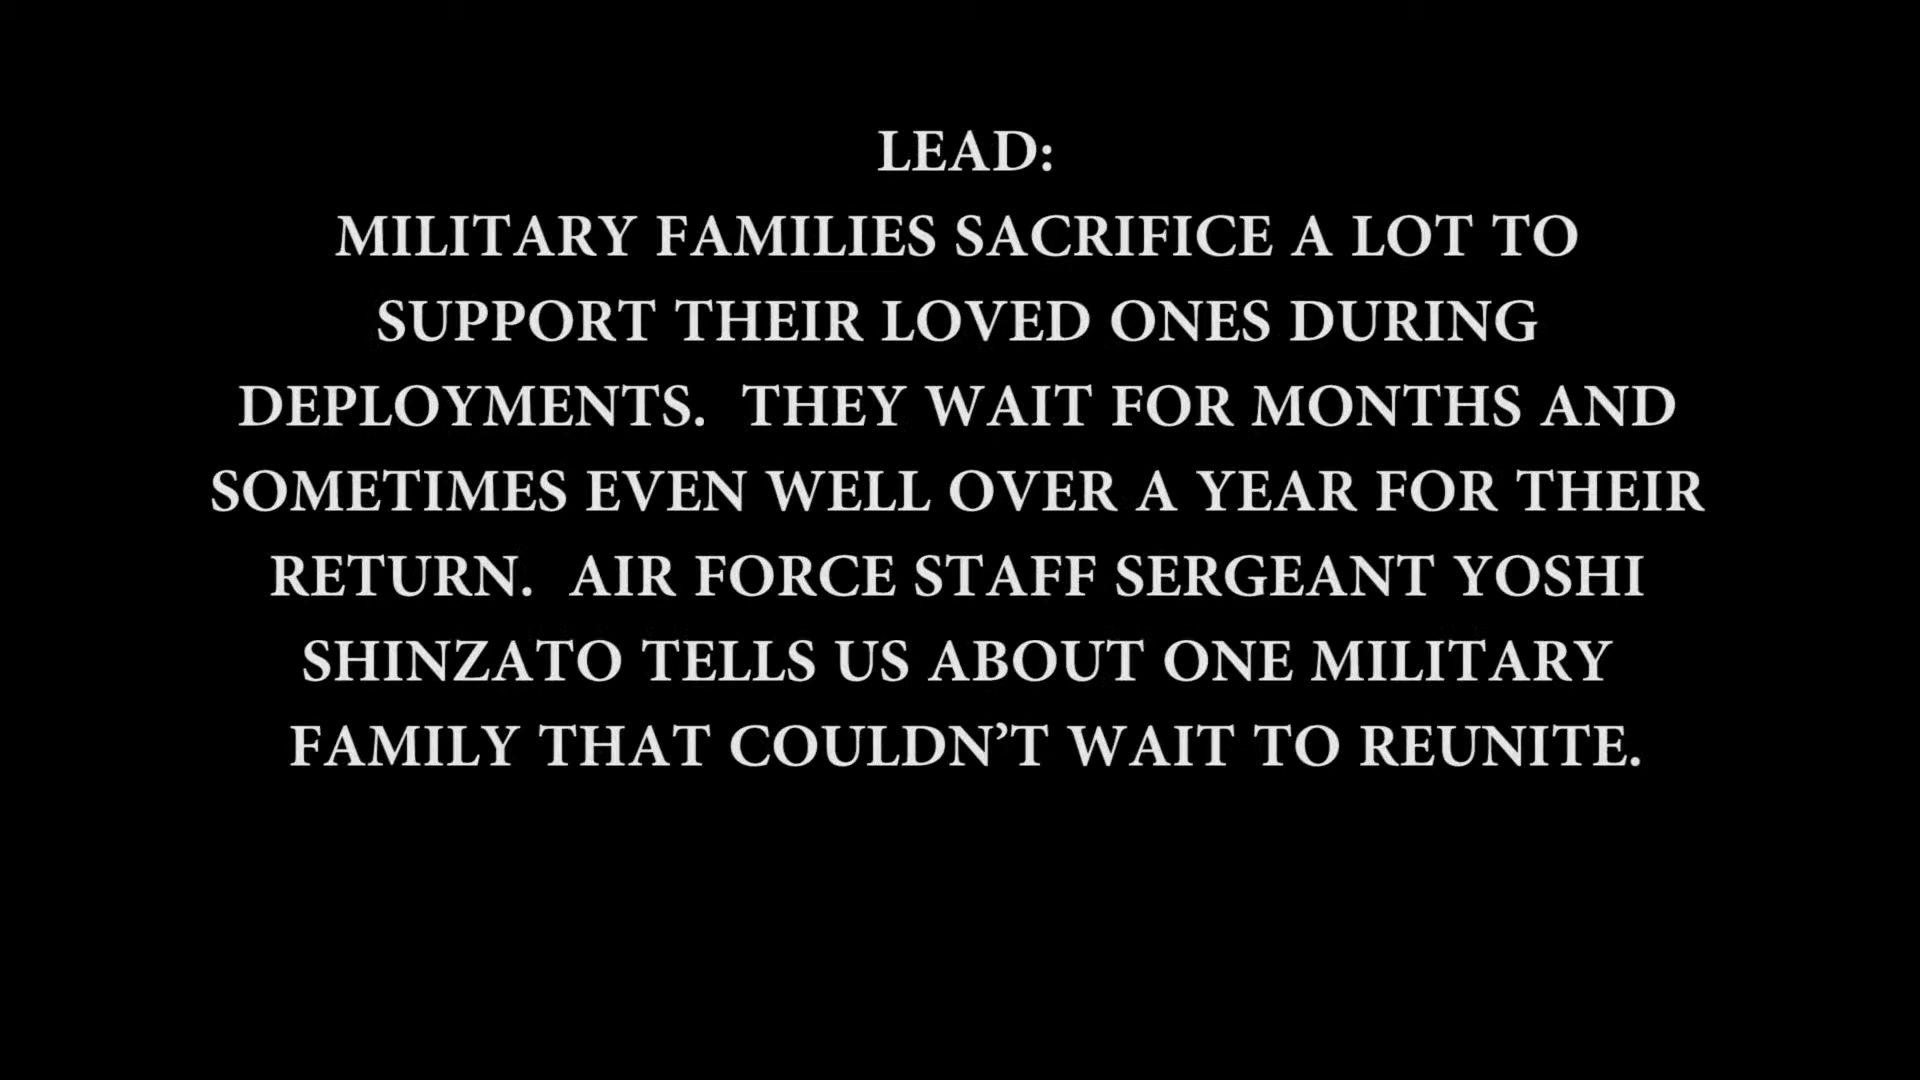 LEAD:
MILITARY FAMILIES SACRIFICE A LOT TO
SUPPORT THEIR LOVED ONES DURING
DEPLOYMENTS.  THEY WAIT FOR MONTHS AND
SOMETIMES EVEN WELL OVER A YEAR FOR THEIR
RETURN.  AIR FORCE STAFF SERGEANT YOSHI
SHINZATO TELLS US ABOUT ONE MILITARY
FAMILY THAT COULDN’T WAIT TO REUNITE.